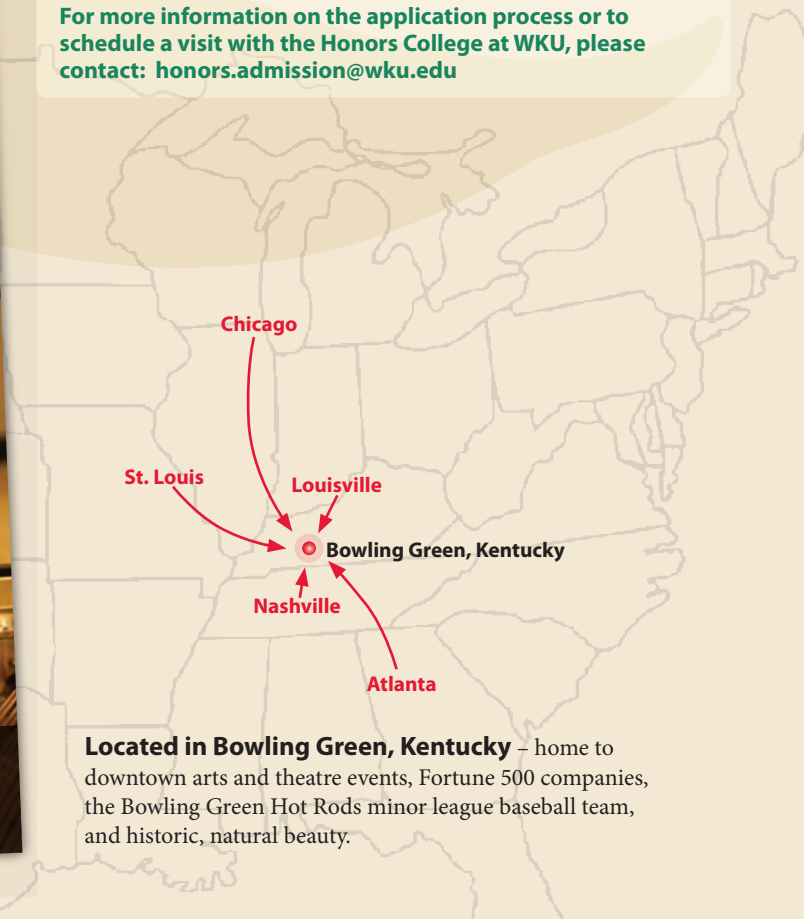 For more information on the application process or to
schedule a visit with the Honors College at WKU, please
contact: honors.admission@wku.edu
Chicago
St. Louis
Louisville
Bowling Green, Kentucky
Nashville
Atlanta
Located in Bowling Green, Kentucky – home to
downtown arts and theatre events, Fortune 500 companies,
the Bowling Green Hot Rods minor league baseball team,
and historic, natural beauty.